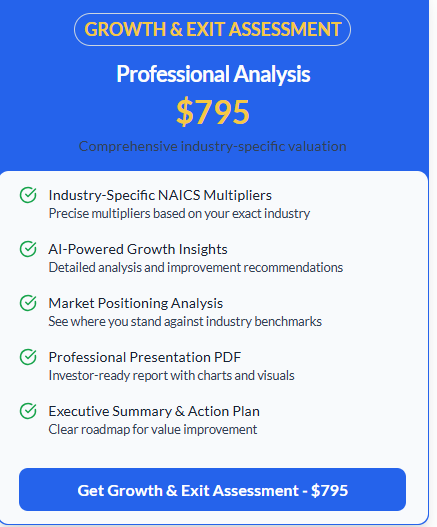 GROWTH & EXIT ASSESSMENT
Professional Analysis
$795
Comprehensive industry-specific valuation
Industry-Specific NAICS Multipliers
Precise multipliers based on your exact industry
AI-Powered Growth Insights
Detailed analysis and improvement recommendations
Market Positioning Analysis
See where you stand against industry benchmarks
Professional Presentation PDF
Investor-ready report with charts and visuals
Executive Summary & Action Plan
Clear roadmap for value improvement
Get Growth & Exit Assessment - $795